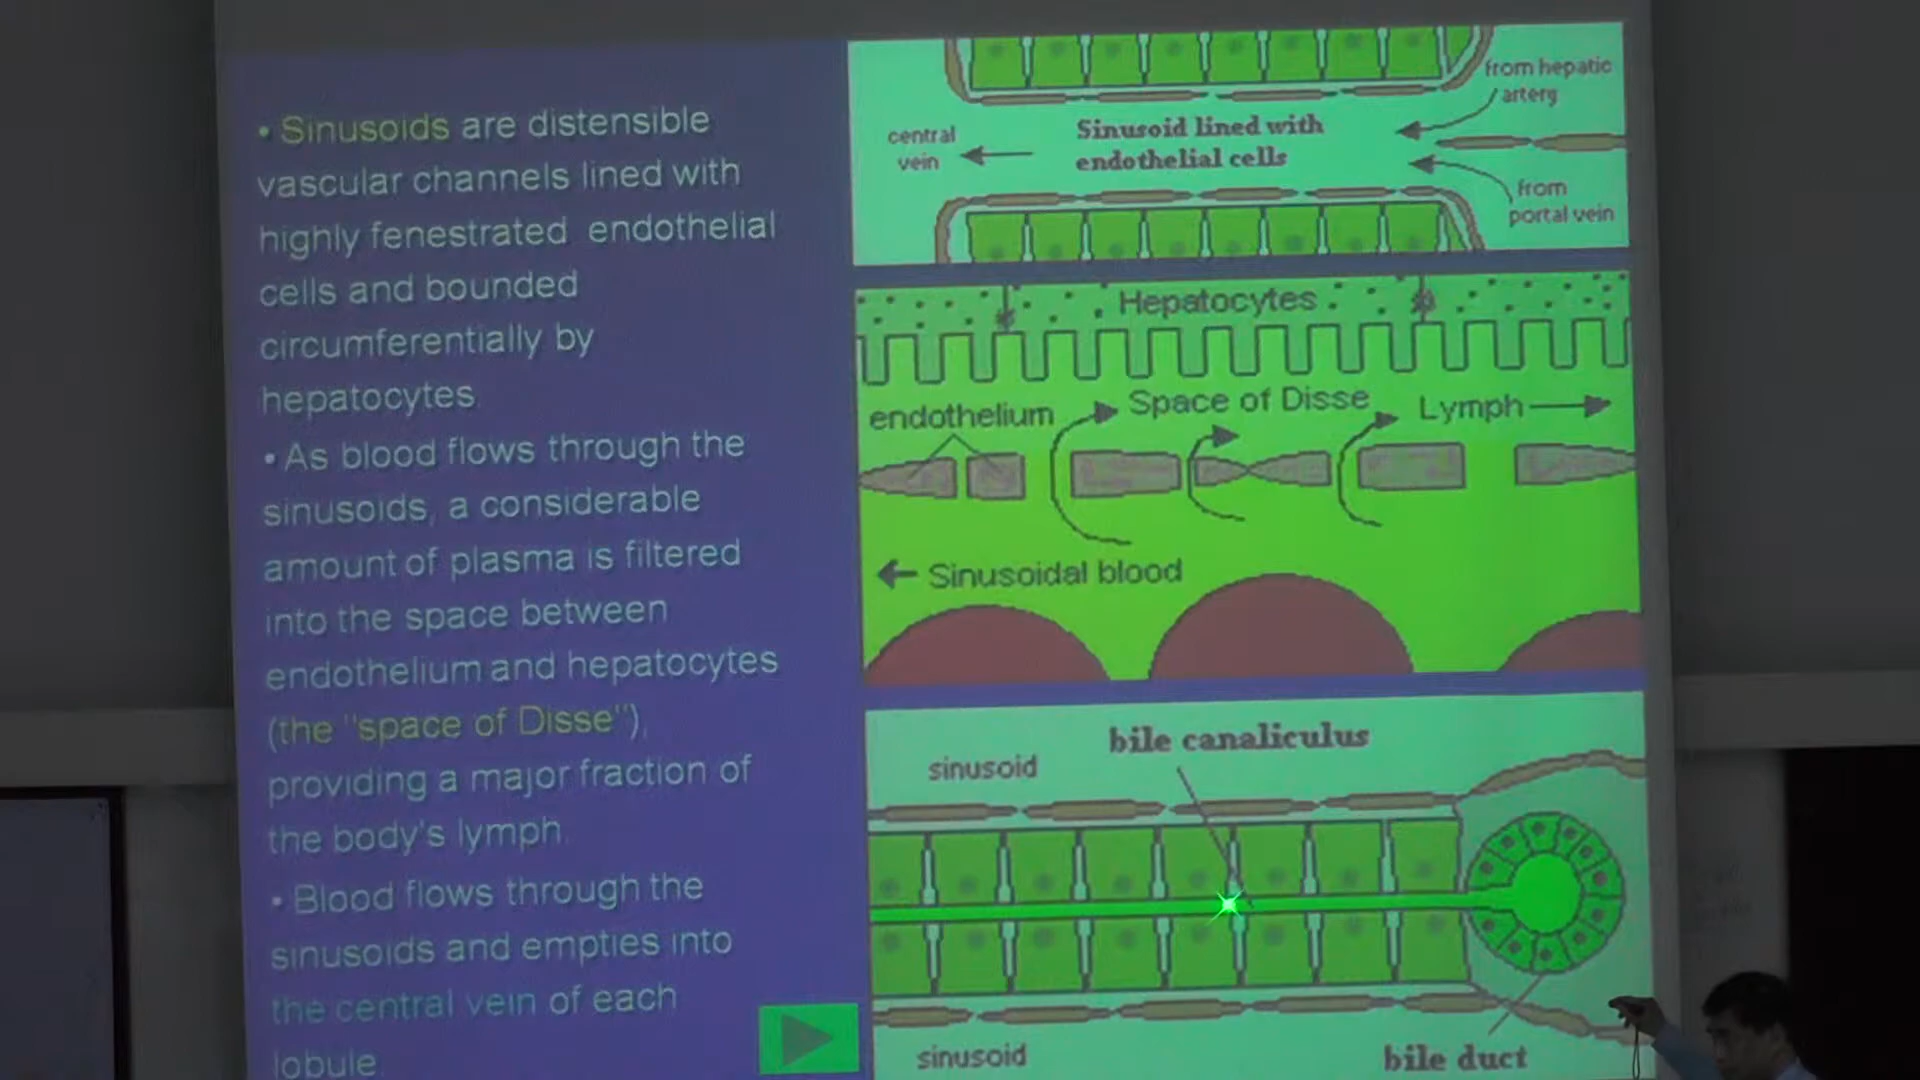 • Sinusoids are distensible
vascular channels lined with
highly fenestrated endothelial
cells and bounded
circumferentially by
hepatocytes.
• As blood flows through the
sinusoids, a considerable
amount of plasma is filtered
into the space between
endothelium and hepatocytes
(the "space of Disse"),
providing a major fraction of
the body's lymph.
• Blood flows through the
sinusoids and empties into
the central vein of each
lobule.
from hepatic
artery
central
vein
Sinusoid lined with
endothelial cells
from
portal vein
Hepatocytes
endothelium
Space of Disse
Lymph
Sinusoidal blood
bile canaliculus
sinusoid
sinusoid
bile duct